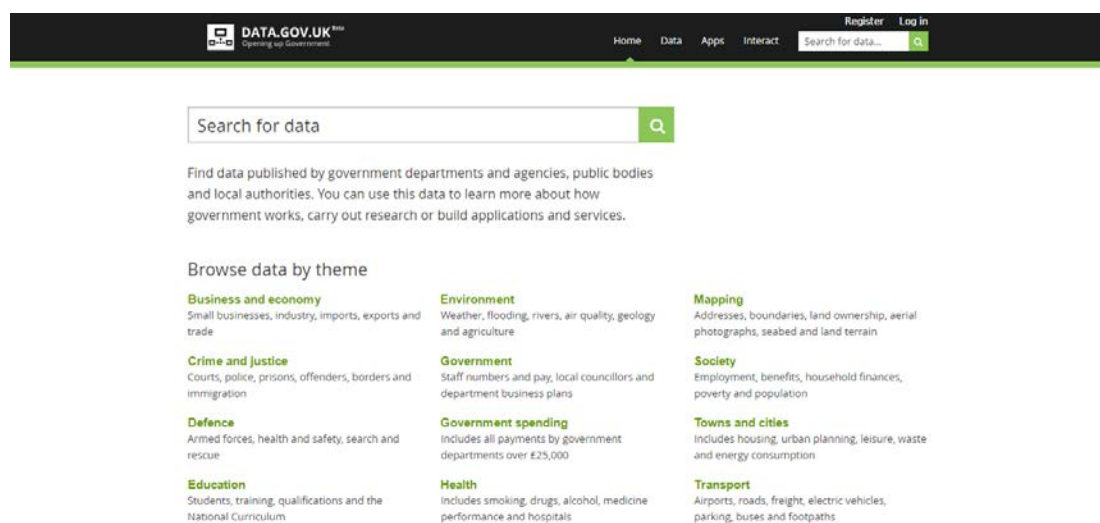 Register Log in
DATA.GOV.UK Beta
Opening up Government
Home Data Apps Interact Search for data...
Search for data
Find data published by government departments and agencies, public bodies
and local authorities. You can use this data to learn more about how
government works, carry out research or build applications and services.
Browse data by theme
Business and economy
Small businesses, industry, imports, exports and
trade
Environment
Weather, flooding, rivers, air quality, geology
and agriculture
Mapping
Addresses, boundaries, land ownership, aerial
photographs, seabed and land terrain
Crime and justice
Courts, police, prisons, offenders, borders and
immigration
Government
Staff numbers and pay, local councillors and
department business plans
Society
Employment, benefits, household finances,
poverty and population
Defence
Armed forces, health and safety, search and
rescue
Government spending
Includes all payments by government
departments over £25,000
Towns and cities
Includes housing, urban planning, leisure, waste
and energy consumption
Education
Students, training, qualifications and the
National Curriculum
Health
Includes smoking, drugs, alcohol, medicine
performance and hospitals
Transport
Airports, roads, freight, electric vehicles,
parking, buses and footpaths